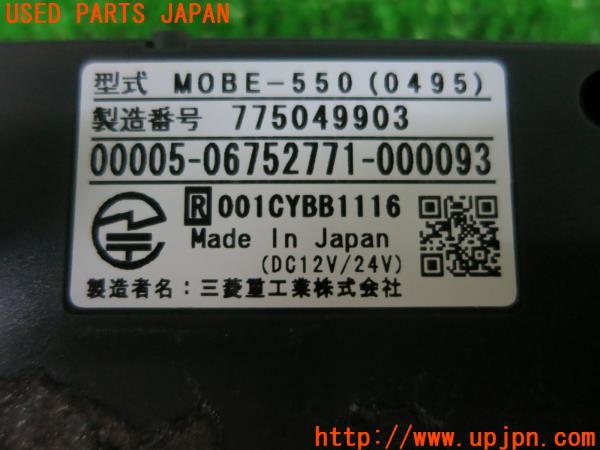 USED PARTS JAPAN
型式 MOBE-550(0495)
製造番号 775049903
00005-06752771-000093
R 001CYBB1116
Made In Japan
(DC12V/24V)
製造者名：三菱重工業株式会社
http://www.upjpn.com